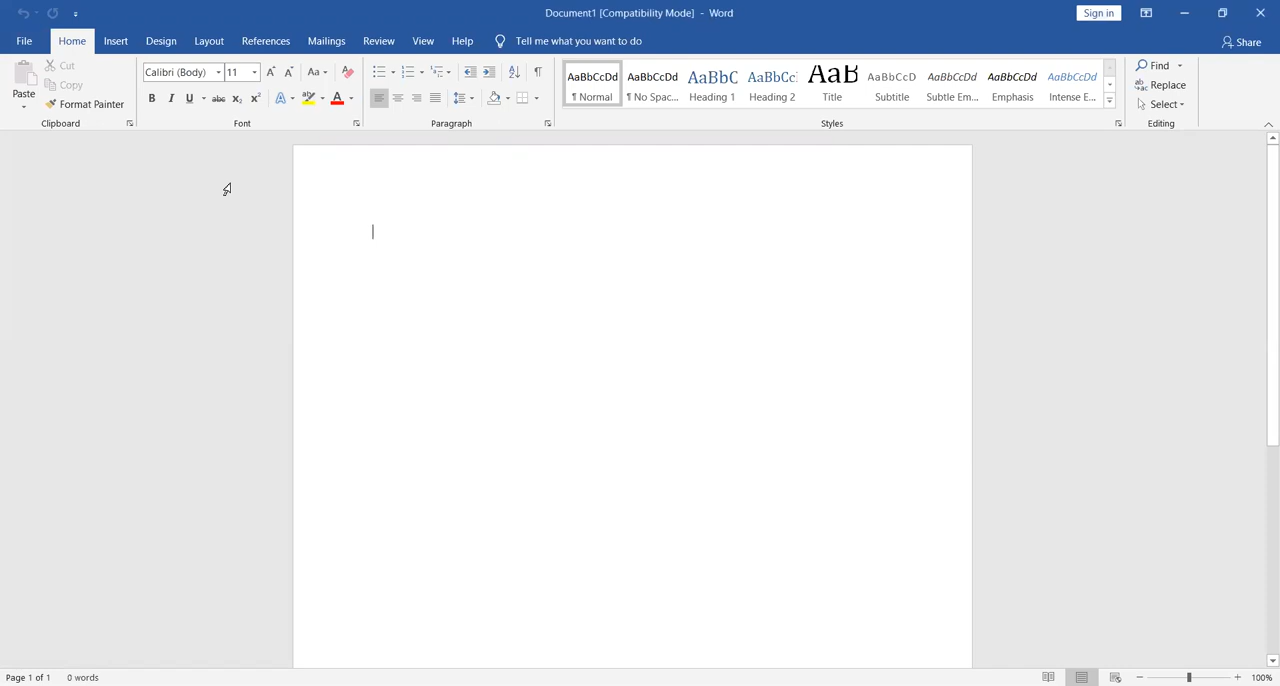 Document1 [Compatibility Mode] - Word
Sign in
File Home Insert Design Layout References Mailings Review View Help Tell me what you want to do Share
Paste
Cut
Copy
Format Painter
Clipboard
Calibri (Body) 11 Aa
B I U abc X₂ X² A aby A
Font
Paragraph
AaBbCcDd AaBbCcDd AaBbC AaBbCc AaB AaBbCcD AaBbCcDd AaBbCcDd AaBbCcDd
¶ Normal ¶ No Spac... Heading 1 Heading 2 Title Subtitle Subtle Em... Emphasis Intense E...
Styles
Find
Replace
Select
Editing
Page 1 of 1 0 words 100%